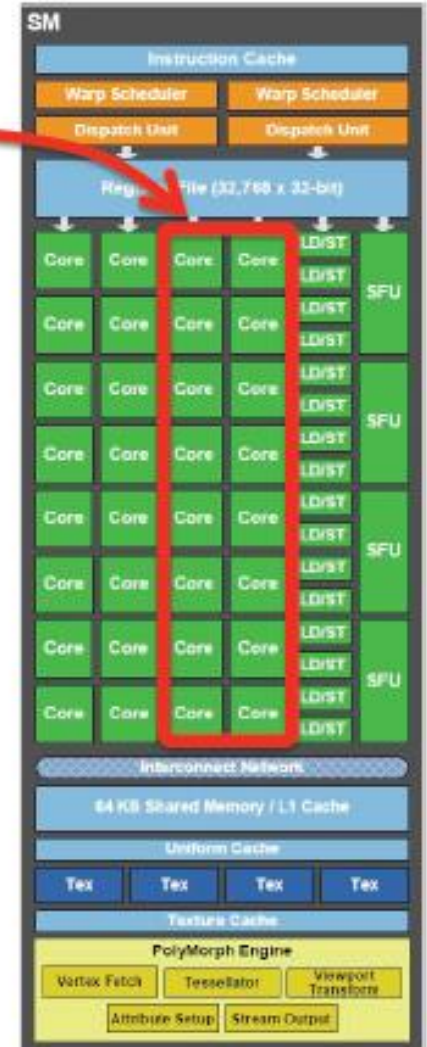 SM
Instruction Cache
Warp Scheduler Warp Scheduler
Dispatch Unit Dispatch Unit
File (32,768 x 32-bit)
Core Core Core Core LD/ST
LD/ST
SFU
Core Core Core Core LD/ST
LD/ST
Core Core Core Core LD/ST
LD/ST
SFU
Core Core Core Core LD/ST
LD/ST
Core Core Core Core LD/ST
LD/ST
SFU
Core Core Core Core LD/ST
LD/ST
Core Core Core Core LD/ST
LD/ST
SFU
Core Core Core Core LD/ST
LD/ST
Interconnect Network
64 KB Shared Memory / L1 Cache
Uniform Cache
Tex Tex Tex Tex
Texture Cache
PolyMorph Engine
Vertex Fetch Tessellator Viewport Transform
Attribute Setup Stream Output